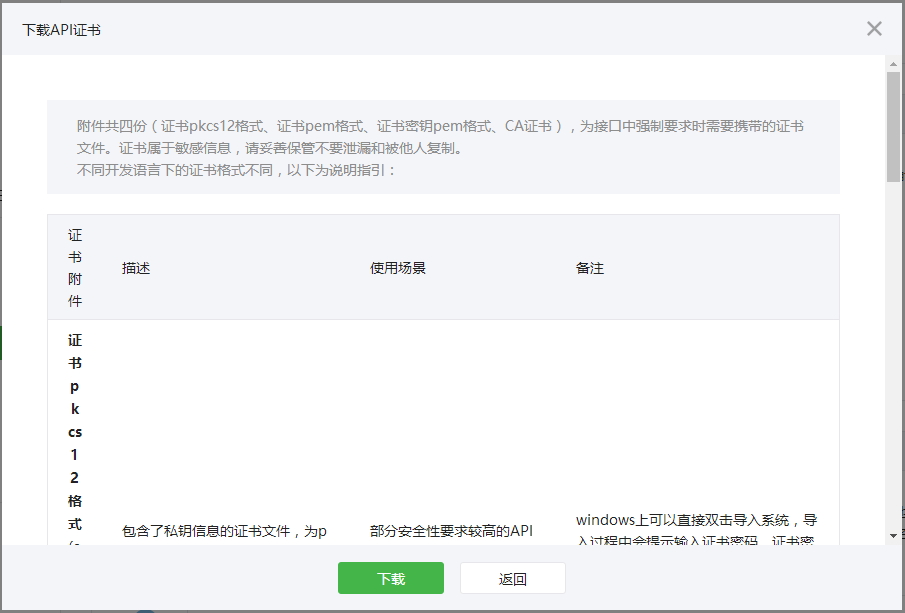 下载API证书
附件共四份（证书pkcs12格式、证书pem格式、证书密钥pem格式、CA证书），为接口中强制要求时需要携带的证书
文件。证书属于敏感信息，请妥善保管不要泄漏和被他人复制。
不同开发语言下的证书格式不同，以下为说明指引：
证
书
附
件
描述
使用场景
备注
证
书
p
k
cs
1
2
格
式
包含了私钥信息的证书文件，为p
部分安全性要求较高的API
windows上可以直接双击导入系统，导
入过程中会提示输入证书密码，证书密
下载
返回